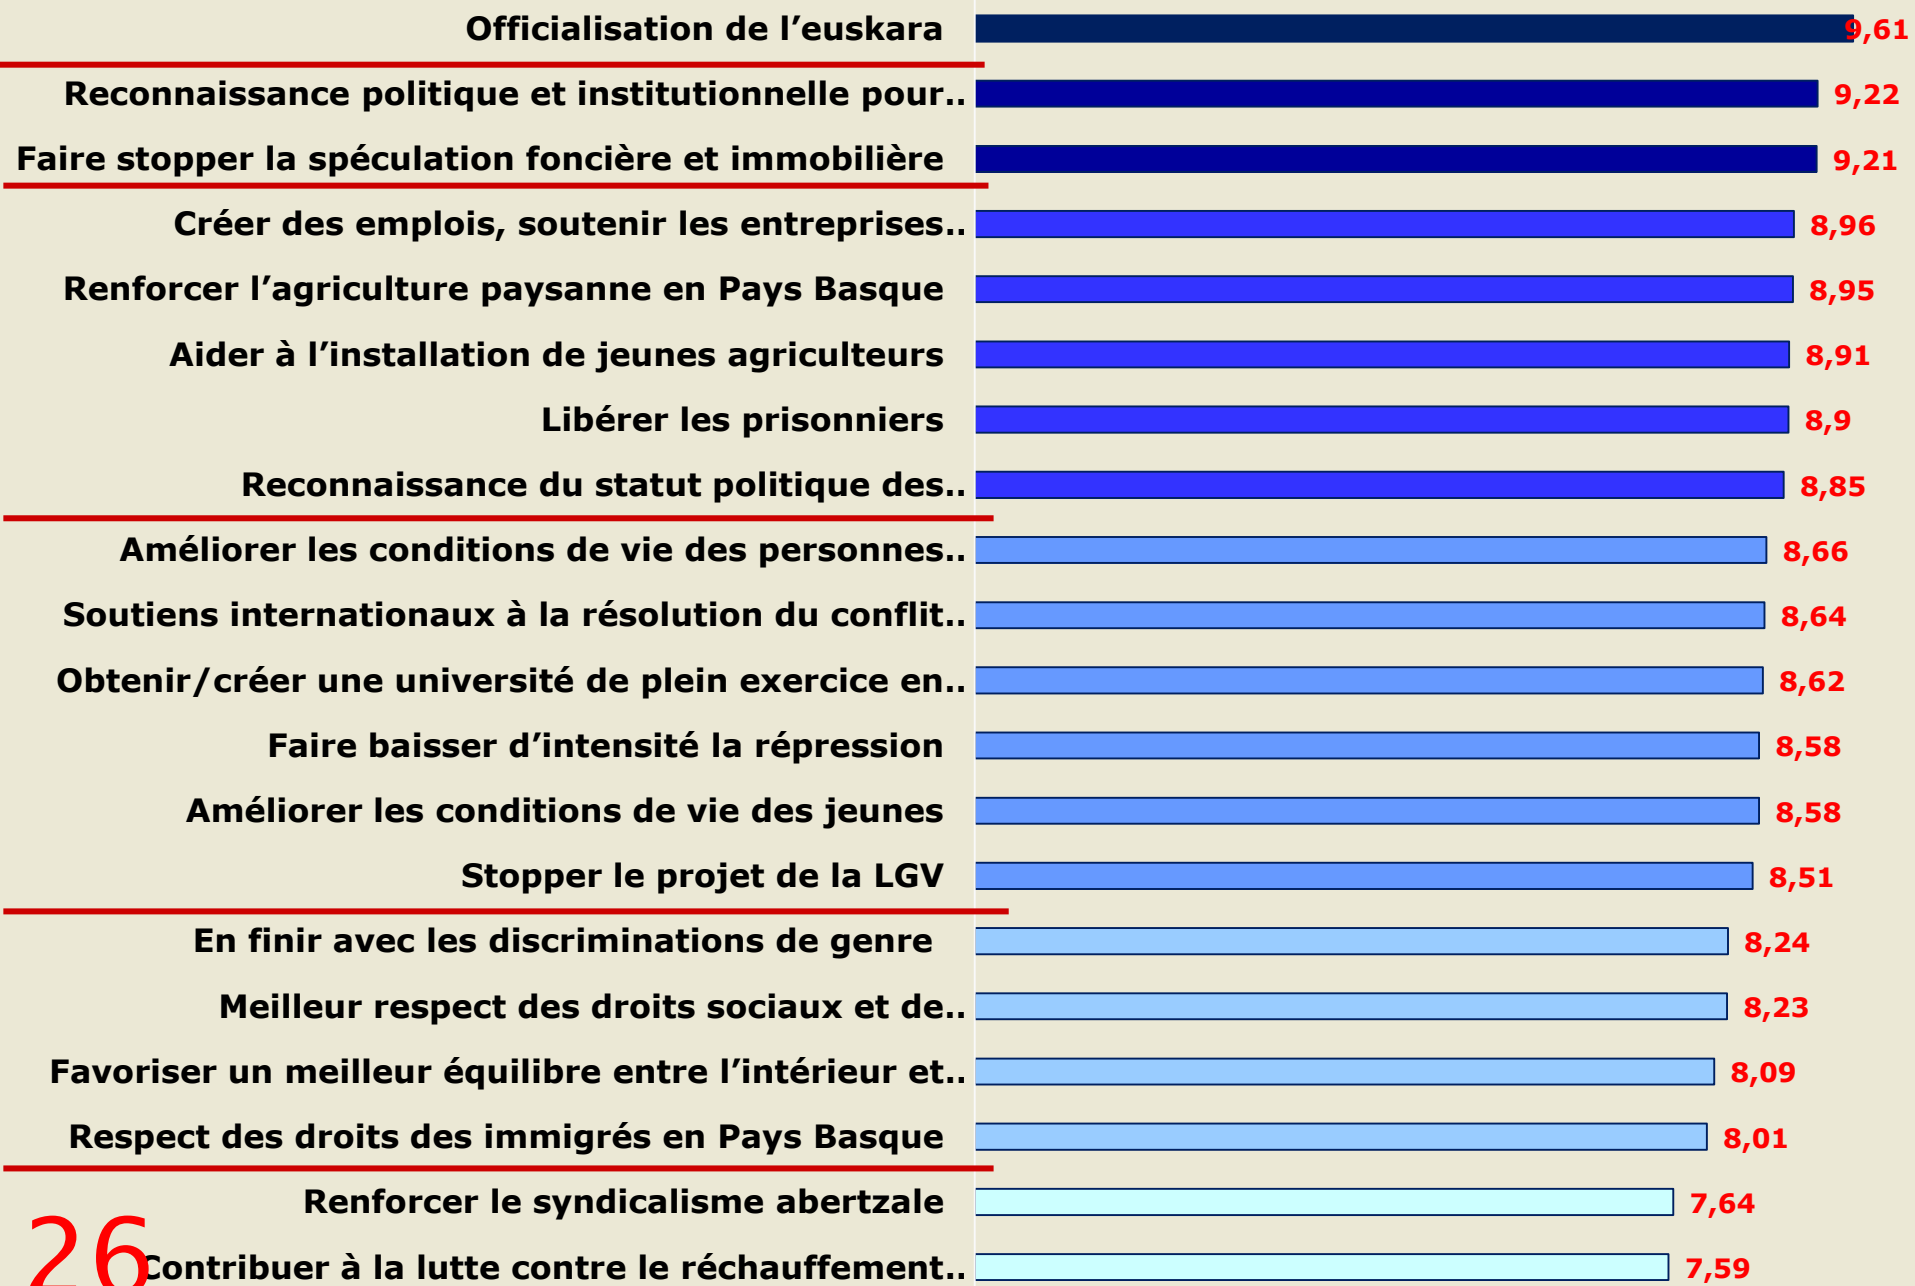 Officialisation de l’euskara 9,61
Reconnaissance politique et institutionnelle pour.. 9,22
Faire stopper la spéculation foncière et immobilière 9,21
Créer des emplois, soutenir les entreprises.. 8,96
Renforcer l’agriculture paysanne en Pays Basque 8,95
Aider à l’installation de jeunes agriculteurs 8,91
Libérer les prisonniers 8,9
Reconnaissance du statut politique des.. 8,85
Améliorer les conditions de vie des personnes.. 8,66
Soutiens internationaux à la résolution du conflit.. 8,64
Obtenir/créer une université de plein exercice en.. 8,62
Faire baisser d’intensité la répression 8,58
Améliorer les conditions de vie des jeunes 8,58
Stopper le projet de la LGV 8,51
En finir avec les discriminations de genre 8,24
Meilleur respect des droits sociaux et de.. 8,23
Favoriser un meilleur équilibre entre l’intérieur et.. 8,09
Respect des droits des immigrés en Pays Basque 8,01
Renforcer le syndicalisme abertzale 7,64
Contribuer à la lutte contre le réchauffement.. 7,59
26